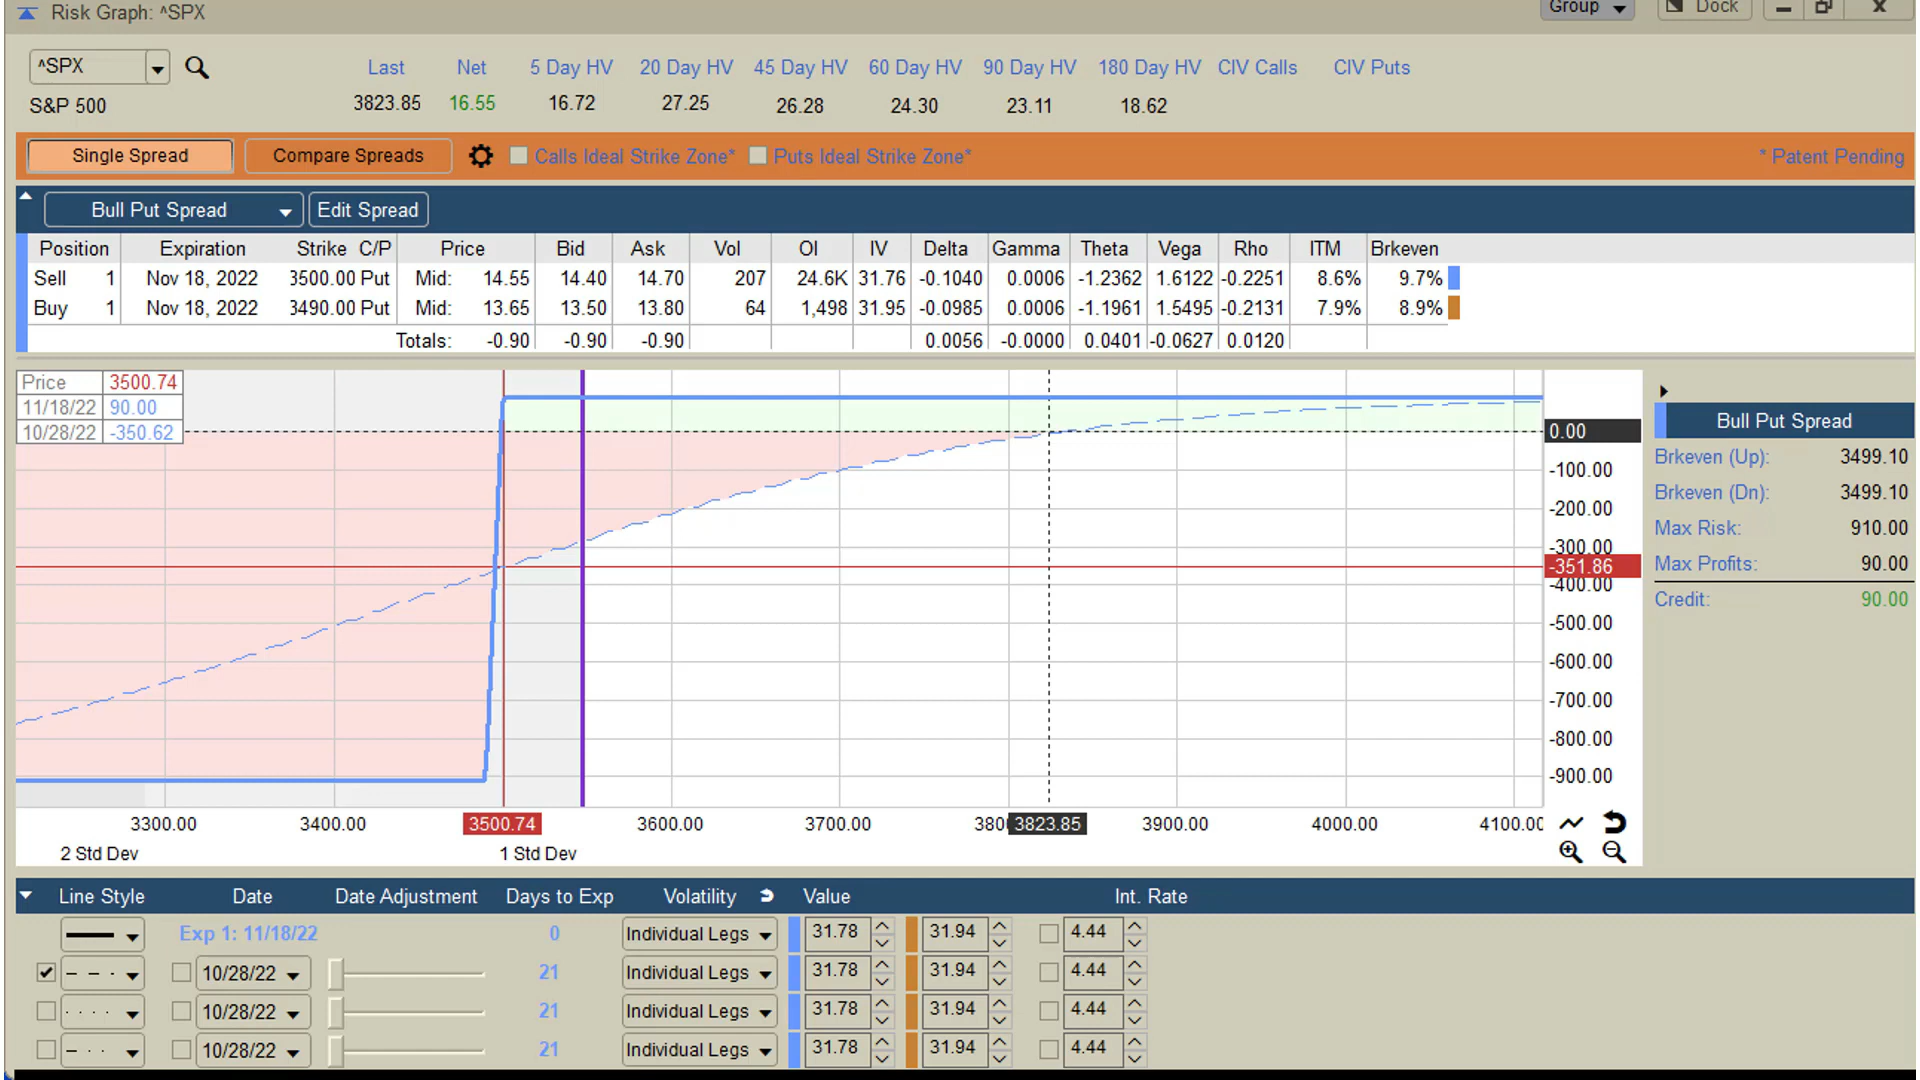 Risk Graph: ^SPX
Group
Dock
^SPX
Last Net 5 Day HV 20 Day HV 45 Day HV 60 Day HV 90 Day HV 180 Day HV CIV Calls CIV Puts
S&P 500 3823.85 16.55 16.72 27.25 26.28 24.30 23.11 18.62
Single Spread Compare Spreads Calls Ideal Strike Zone* Puts Ideal Strike Zone* * Patent Pending
Bull Put Spread Edit Spread
Position Expiration Strike C/P Price Bid Ask Vol OI IV Delta Gamma Theta Vega Rho ITM Brkeven
Sell 1 Nov 18, 2022 3500.00 Put Mid: 14.55 14.40 14.70 207 24.6K 31.76 -0.1040 0.0006 -1.2362 1.6122 -0.2251 8.6% 9.7%
Buy 1 Nov 18, 2022 3490.00 Put Mid: 13.65 13.50 13.80 64 1,498 31.95 -0.0985 0.0006 -1.1961 1.5495 -0.2131 7.9% 8.9%
Totals: -0.90 -0.90 -0.90 0.0056 -0.0000 0.0401 -0.0627 0.0120
Price 3500.74
11/18/22 90.00
10/28/22 -350.62
0.00
-100.00
-200.00
-300.00
-351.86
-400.00
-500.00
-600.00
-700.00
-800.00
-900.00
3300.00 3400.00 3500.74 3600.00 3700.00 380 3823.85 3900.00 4000.00 4100.00
2 Std Dev 1 Std Dev
Bull Put Spread
Brkeven (Up): 3499.10
Brkeven (Dn): 3499.10
Max Risk: 910.00
Max Profits: 90.00
Credit: 90.00
Line Style Date Date Adjustment Days to Exp Volatility Value Int. Rate
Exp 1: 11/18/22 0 Individual Legs 31.78 31.94 4.44
10/28/22 21 Individual Legs 31.78 31.94 4.44
10/28/22 21 Individual Legs 31.78 31.94 4.44
10/28/22 21 Individual Legs 31.78 31.94 4.44